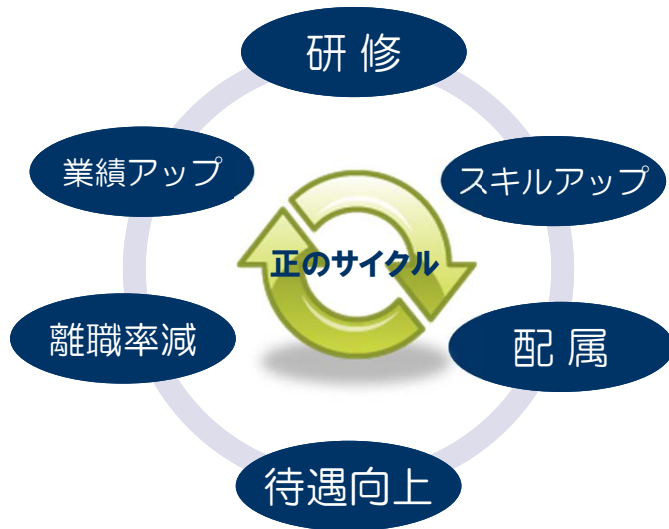 研 修
業績アップ
スキルアップ
正のサイクル
離職率減
配 属
待遇向上